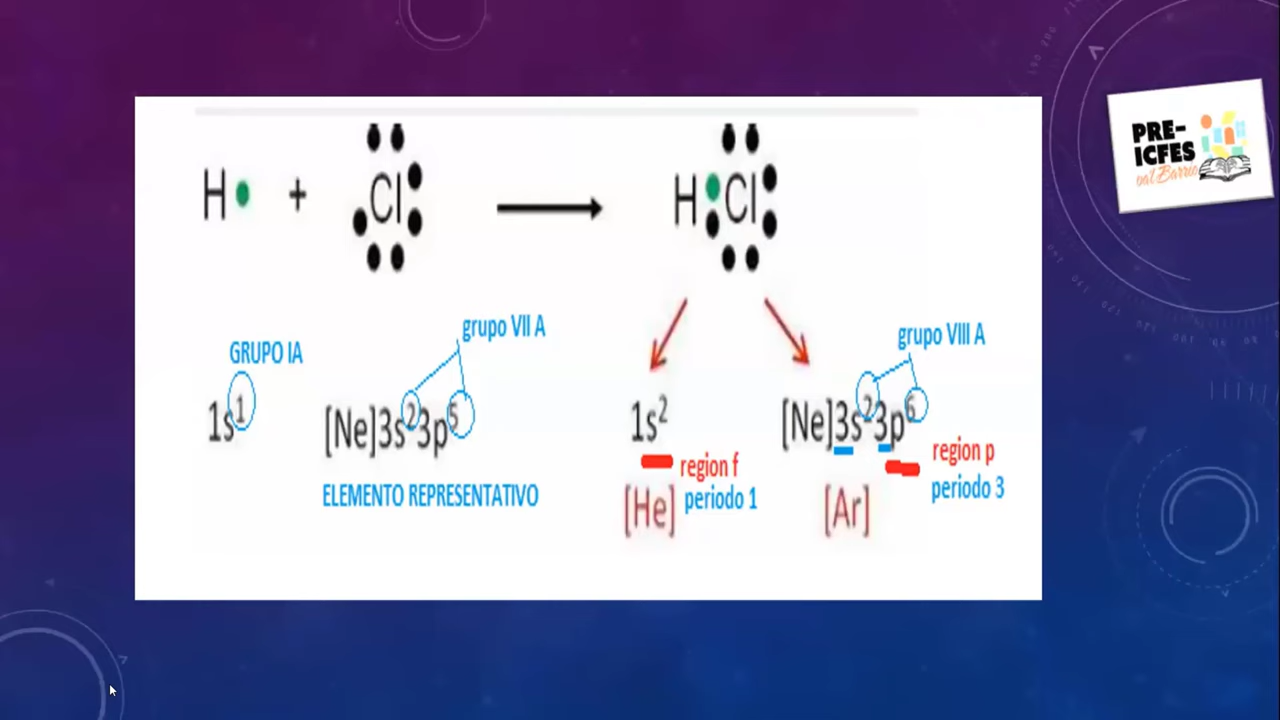 PRE-
ICFES
H • + Cl → H Cl
grupo VII A
GRUPO IA
grupo VIII A
1s¹
[Ne]3s²3p⁵
1s²
[Ne]3s²3p⁶
ELEMENTO REPRESENTATIVO
region f
periodo 1
region p
periodo 3
[He]
[Ar]